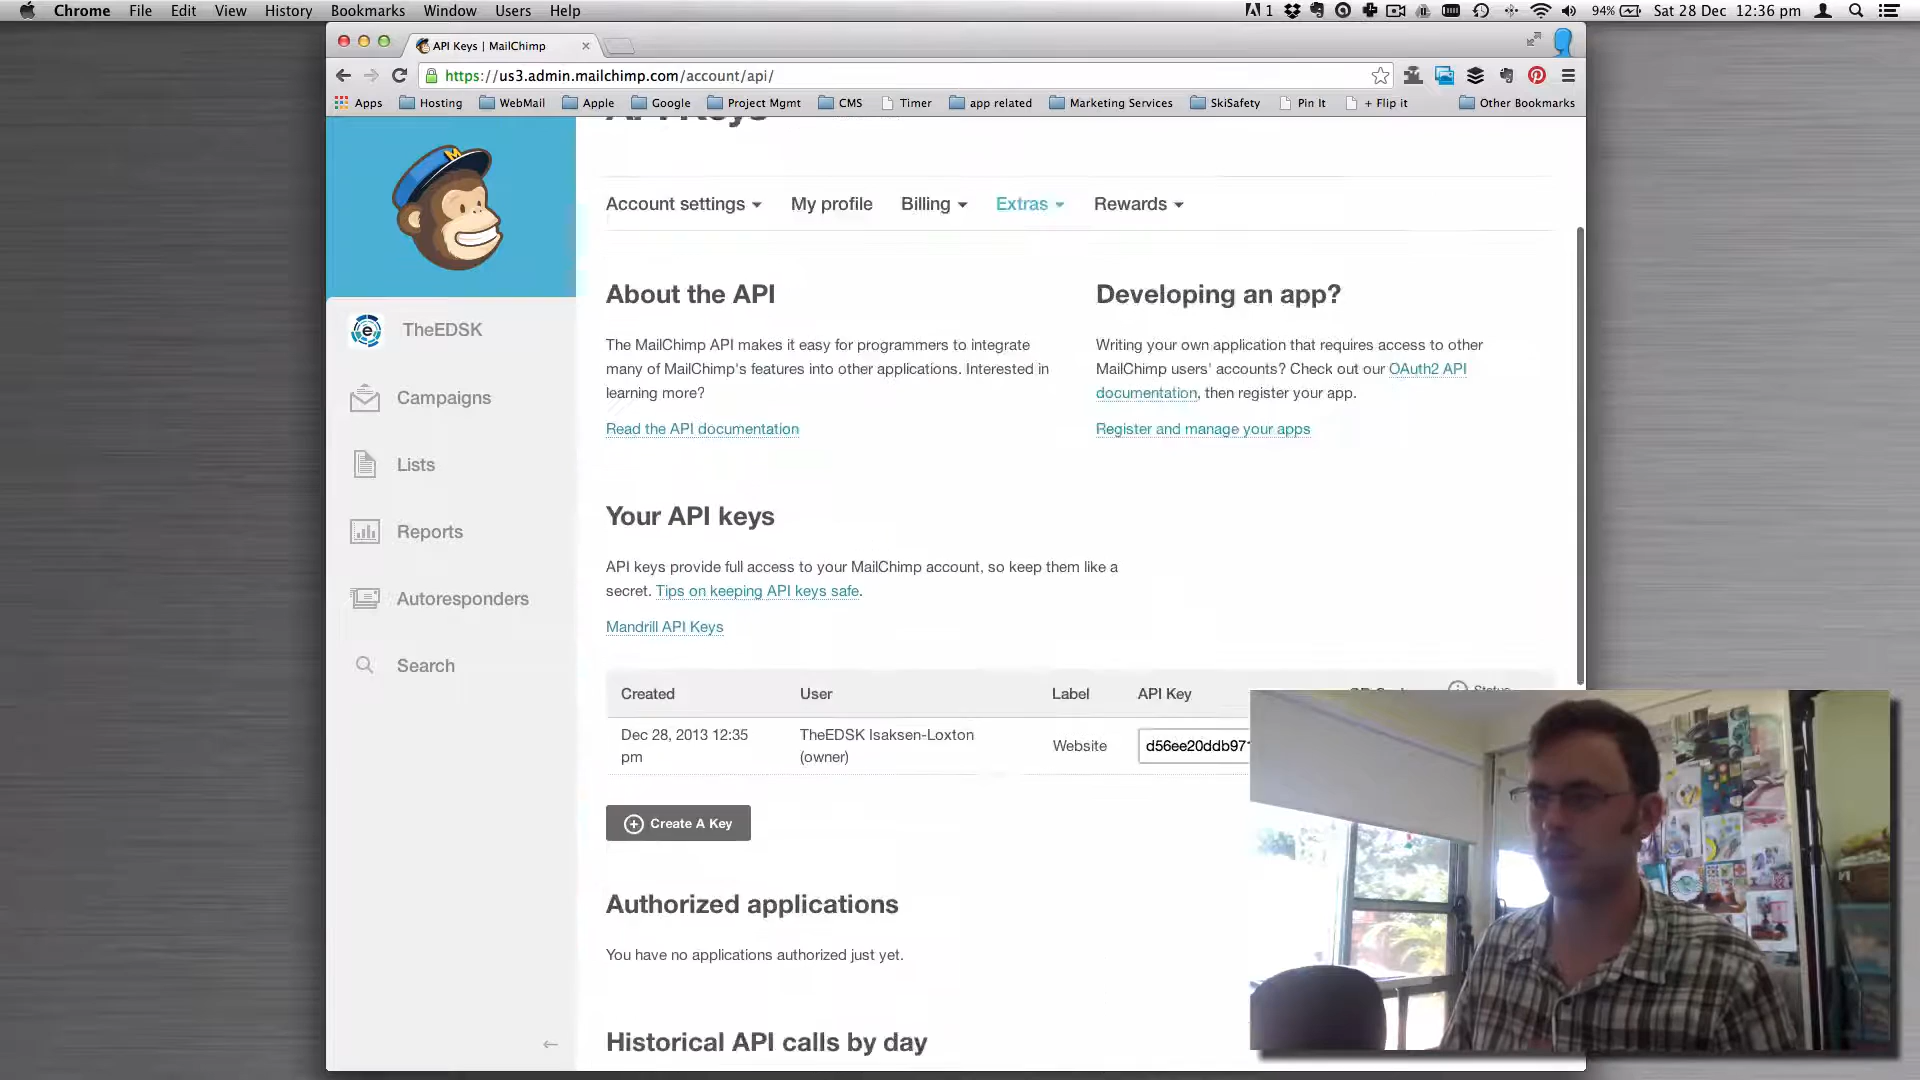 Chrome File Edit View History Bookmarks Window Users Help
1 94% Sat 28 Dec 12:36 pm
API Keys | MailChimp
https://us3.admin.mailchimp.com/account/api/
Apps Hosting WebMail Apple Google Project Mgmt CMS Timer app related Marketing Services SkiSafety Pin It + Flip it Other Bookmarks
API Keys
Account settings My profile Billing Extras Rewards
TheEDSK
Campaigns
Lists
Reports
Autoresponders
Search
About the API
The MailChimp API makes it easy for programmers to integrate
many of MailChimp's features into other applications. Interested in
learning more?
Read the API documentation
Developing an app?
Writing your own application that requires access to other
MailChimp users' accounts? Check out our OAuth2 API
documentation, then register your app.
Register and manage your apps
Your API keys
API keys provide full access to your MailChimp account, so keep them like a
secret. Tips on keeping API keys safe.
Mandrill API Keys
Created User Label API Key Status
Dec 28, 2013 12:35
pm
TheEDSK Isaksen-Loxton
(owner)
Website
d56ee20ddb971
Create A Key
Authorized applications
You have no applications authorized just yet.
Historical API calls by day